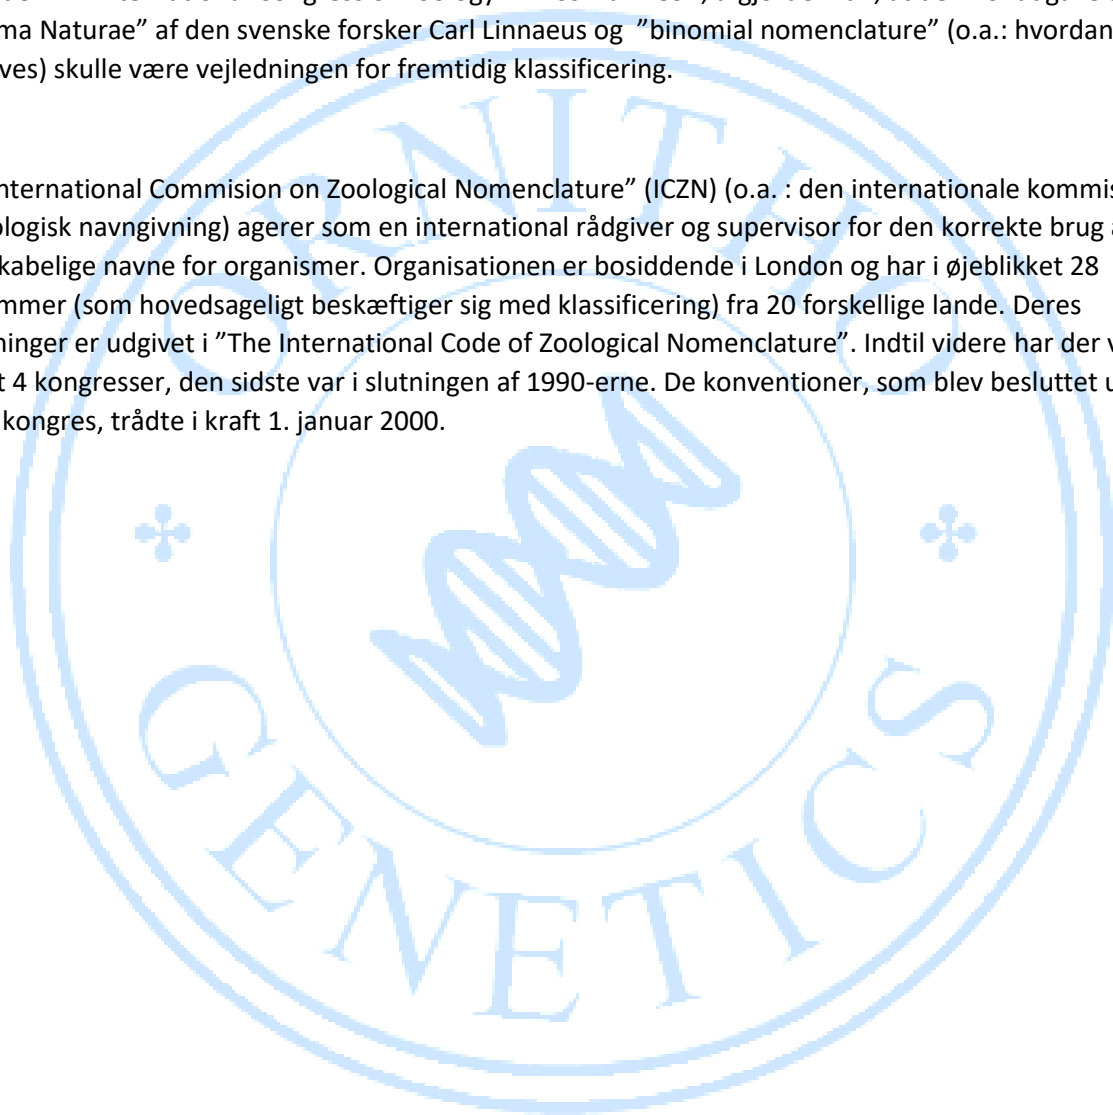 ma Naturae” af den svenske forsker Carl Linnaeus og ”binomial nomenclature” (o.a.: hvordan
ves) skulle være vejledningen for fremtidig klassificering.
nternational Commision on Zoological Nomenclature” (ICZN) (o.a. : den internationale kommis
ologisk navngivning) agerer som en international rådgiver og supervisor for den korrekte brug a
kabelige navne for organismer. Organisationen er bosiddende i London og har i øjeblikket 28
mmer (som hovedsageligt beskæftiger sig med klassificering) fra 20 forskellige lande. Deres
ninger er udgivet i ”The International Code of Zoological Nomenclature”. Indtil videre har der v
t 4 kongresser, den sidste var i slutningen af 1990-erne. De konventioner, som blev besluttet u
kongres, trådte i kraft 1. januar 2000.
ORNITHO
GENETICS